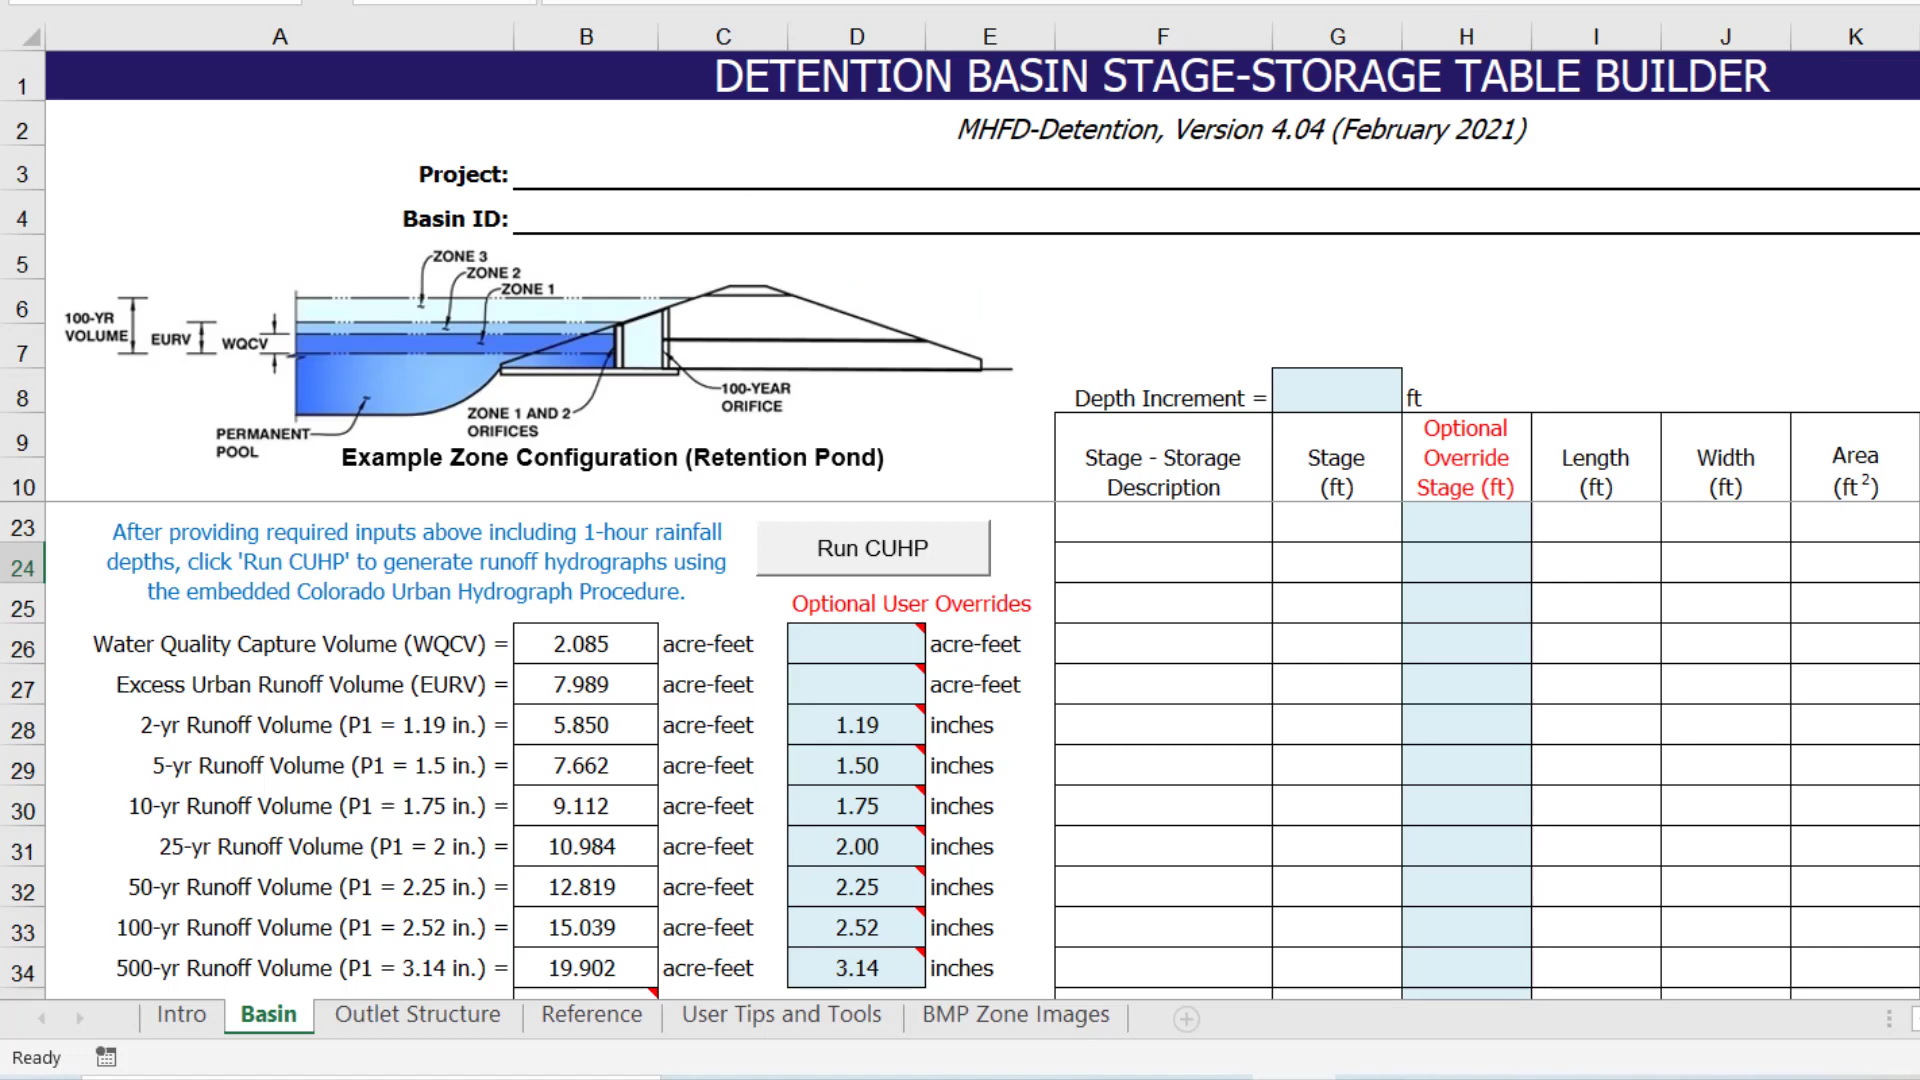 A B C D E F G H I J K
1 DETENTION BASIN STAGE-STORAGE TABLE BUILDER
2 MHFD-Detention, Version 4.04 (February 2021)
3 Project:
4 Basin ID:
5
6
7
8
9
10
ZONE 3
ZONE 2
ZONE 1
100-YR
VOLUME
EURV
WQCV
100-YEAR
ORIFICE
ZONE 1 AND 2
ORIFICES
PERMANENT
POOL
Example Zone Configuration (Retention Pond)
Depth Increment = ft
Stage - Storage
Description
Stage
(ft)
Optional
Override
Stage (ft)
Length
(ft)
Width
(ft)
Area
(ft2)
23
24
25
After providing required inputs above including 1-hour rainfall
depths, click 'Run CUHP' to generate runoff hydrographs using
the embedded Colorado Urban Hydrograph Procedure.
Run CUHP
Optional User Overrides
26 Water Quality Capture Volume (WQCV) = 2.085 acre-feet acre-feet
27 Excess Urban Runoff Volume (EURV) = 7.989 acre-feet acre-feet
28 2-yr Runoff Volume (P1 = 1.19 in.) = 5.850 acre-feet 1.19 inches
29 5-yr Runoff Volume (P1 = 1.5 in.) = 7.662 acre-feet 1.50 inches
30 10-yr Runoff Volume (P1 = 1.75 in.) = 9.112 acre-feet 1.75 inches
31 25-yr Runoff Volume (P1 = 2 in.) = 10.984 acre-feet 2.00 inches
32 50-yr Runoff Volume (P1 = 2.25 in.) = 12.819 acre-feet 2.25 inches
33 100-yr Runoff Volume (P1 = 2.52 in.) = 15.039 acre-feet 2.52 inches
34 500-yr Runoff Volume (P1 = 3.14 in.) = 19.902 acre-feet 3.14 inches
Intro Basin Outlet Structure Reference User Tips and Tools BMP Zone Images
Ready